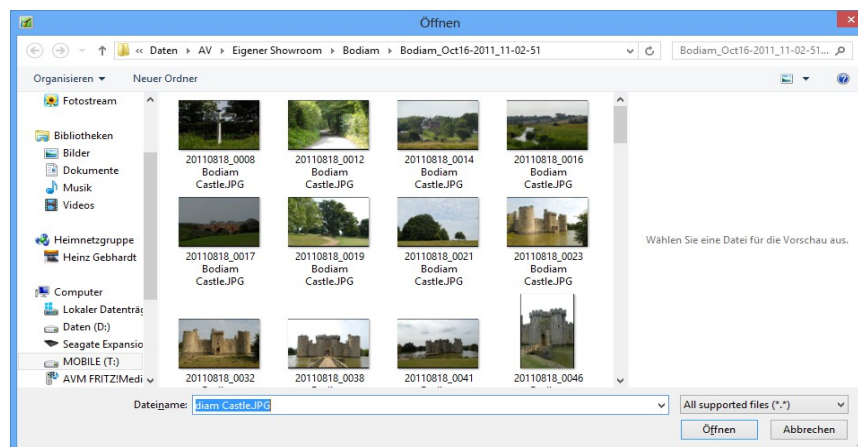 Öffnen
« Daten ▸ AV ▸ Eigener Showroom ▸ Bodiam ▸ Bodiam_Oct16-2011_11-02-51
Bodiam_Oct16-2011_11-02-51...
Organisieren
Neuer Ordner
Fotostream
Bibliotheken
Bilder
Dokumente
Musik
Videos
Heimnetzgruppe
Heinz Gebhardt
Computer
Lokaler Datenträg
Daten (D:)
Seagate Expansio
MOBILE (T:)
AVM FRITZ!Medi
20110818_0008
Bodiam
Castle.JPG
20110818_0012
Bodiam
Castle.JPG
20110818_0014
Bodiam
Castle.JPG
20110818_0016
Bodiam
Castle.JPG
20110818_0017
Bodiam
Castle.JPG
20110818_0019
Bodiam
Castle.JPG
20110818_0021
Bodiam
Castle.JPG
20110818_0023
Bodiam
Castle.JPG
20110818_0032
20110818_0038
20110818_0041
20110818_0046
Wählen Sie eine Datei für die Vorschau aus.
Dateiname:
diam Castle.JPG
All supported files (*.*)
Öffnen
Abbrechen